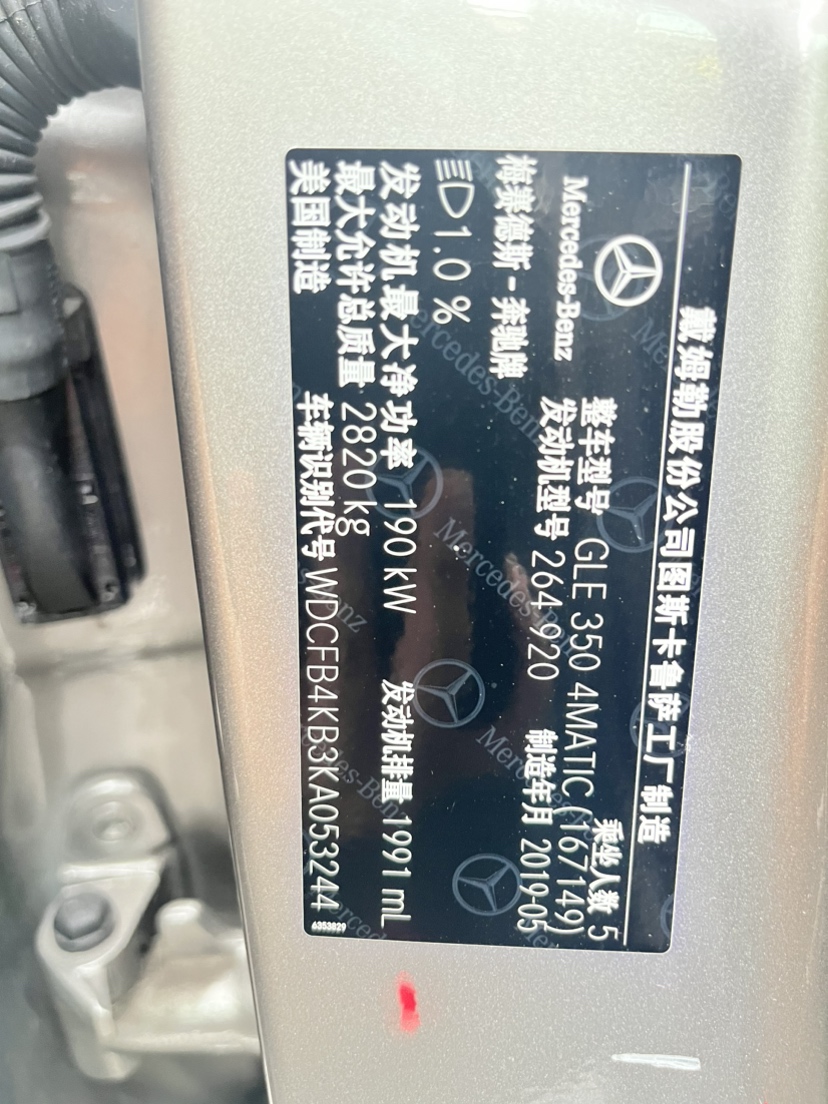 戴姆勒股份公司图斯卡鲁萨工厂制造
Mercedes-Benz
整车型号 GLE 350 4MATIC (167149)
乘坐人数 5
发动机型号 264 920
制造年月 2019-05
梅赛德斯-奔驰牌
1.0 %
发动机最大净功率 190 kW
发动机排量 1991 mL
最大允许总质量 2820 kg
美国制造
车辆识别代号 WDCFB4KB3KA053244
6353829